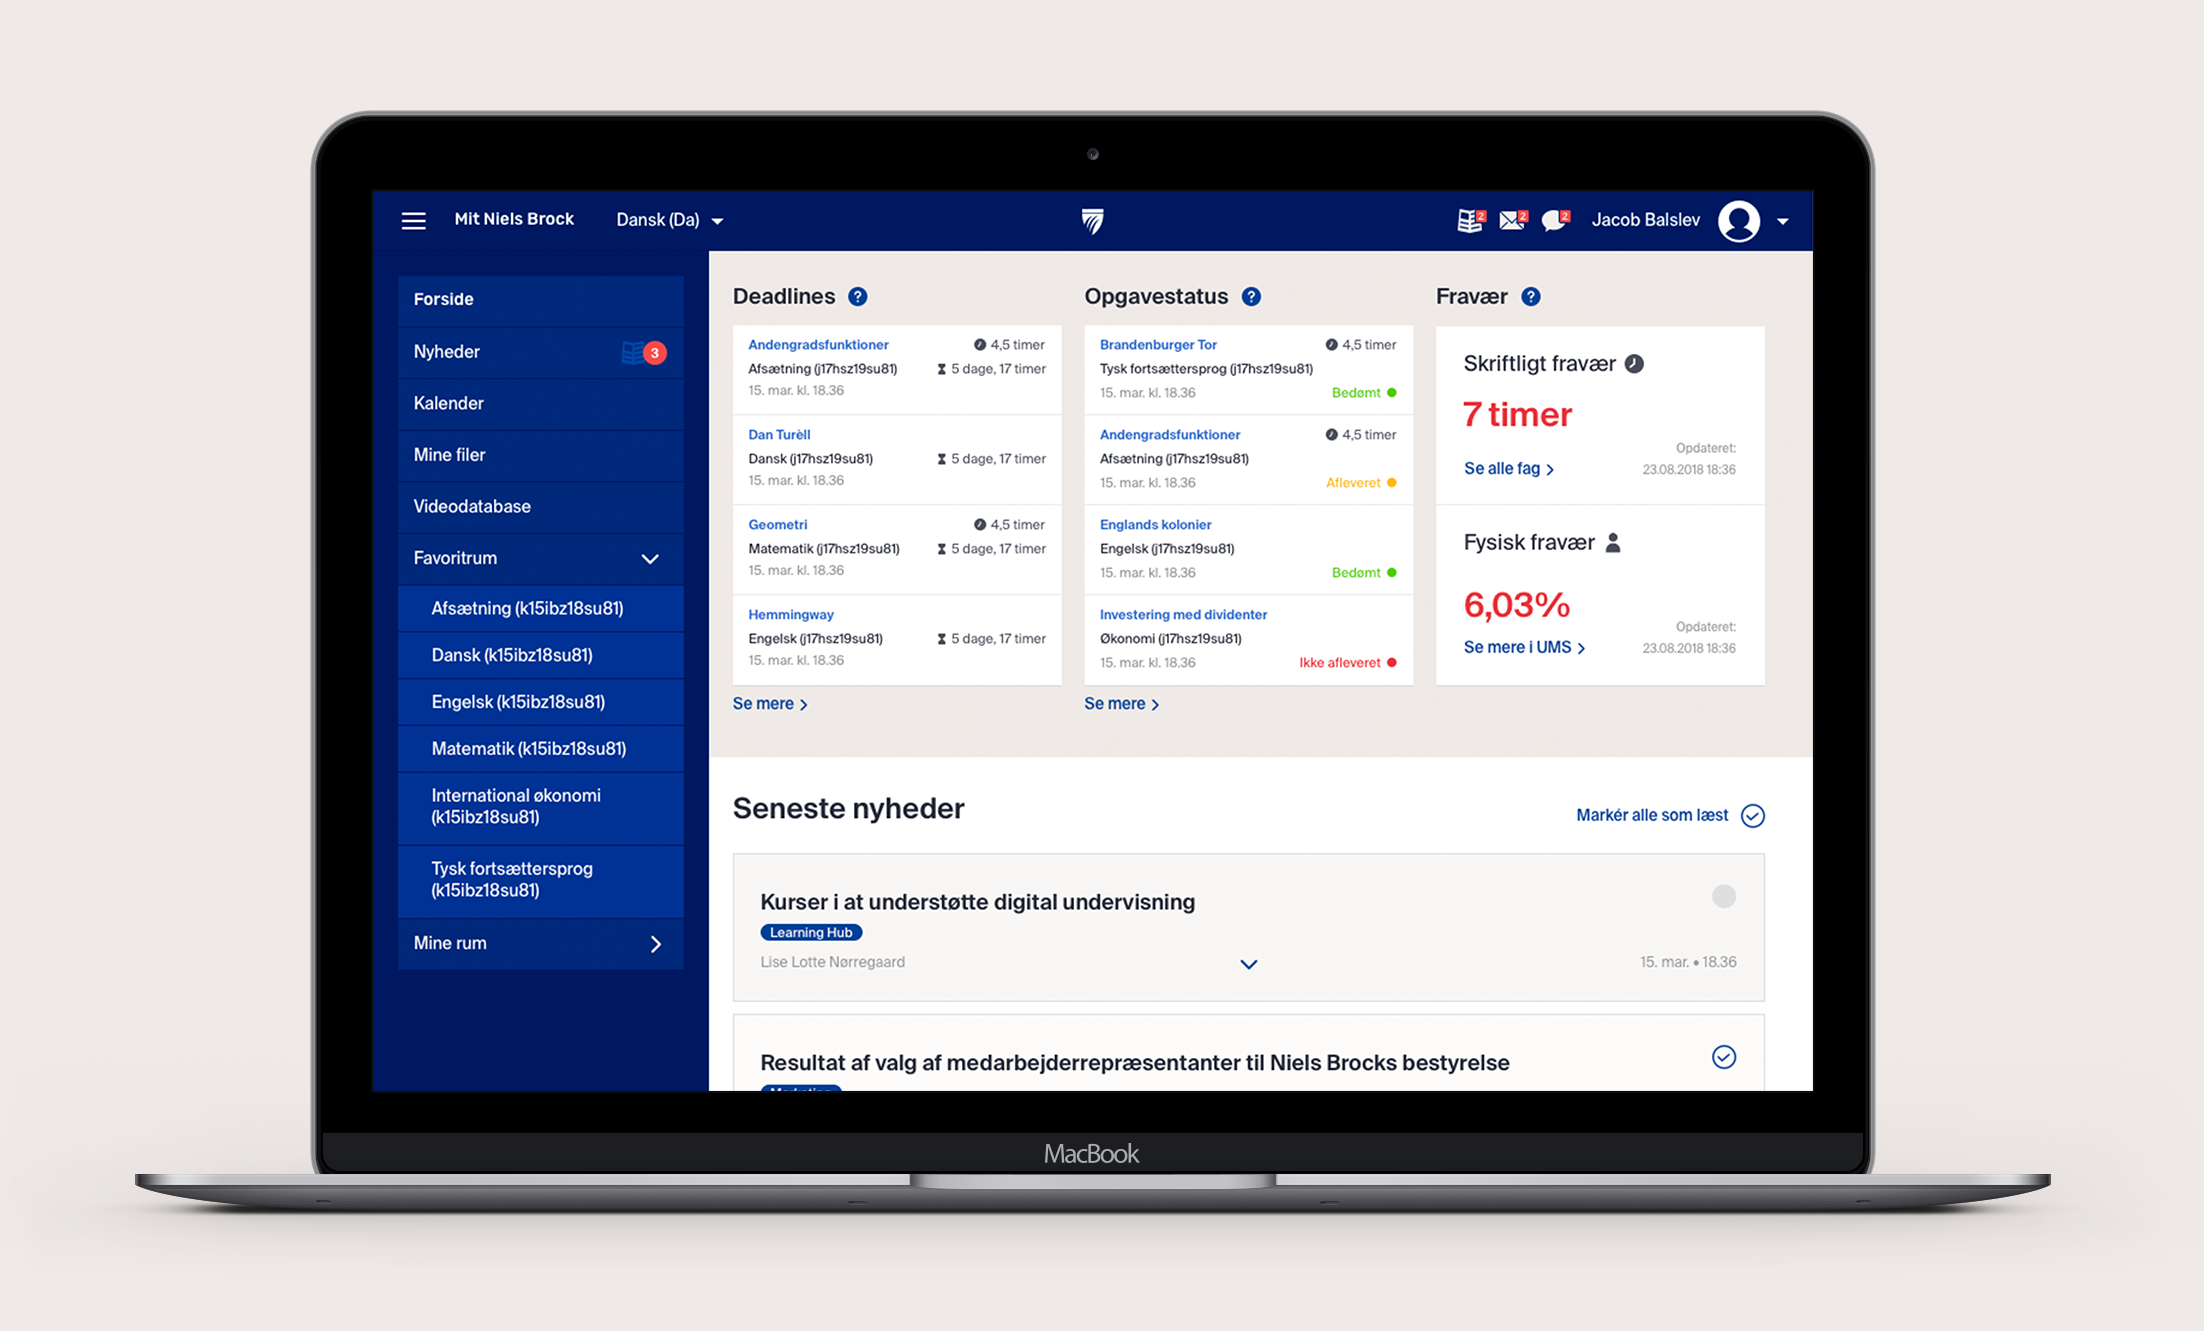 Mit Niels Brock
Dansk (Da)
2
2
2
Jacob Balslev
Forside
Nyheder
3
Kalender
Mine filer
Videodatabase
Favoritrum
Afsætning (k15ibz18su81)
Dansk (k15ibz18su81)
Engelsk (k15ibz18su81)
Matematik (k15ibz18su81)
International økonomi
(k15ibz18su81)
Tysk fortsættersprog
(k15ibz18su81)
Mine rum
Deadlines ?
Andengradsfunktioner 4,5 timer
Afsætning (j17hsz19su81) 5 dage, 17 timer
15. mar. kl. 18.36
Dan Turèll
Dansk (j17hsz19su81) 5 dage, 17 timer
15. mar. kl. 18.36
Geometri 4,5 timer
Matematik (j17hsz19su81) 5 dage, 17 timer
15. mar. kl. 18.36
Hemmingway
Engelsk (j17hsz19su81) 5 dage, 17 timer
15. mar. kl. 18.36
Se mere
Opgavestatus ?
Brandenburger Tor 4,5 timer
Tysk fortsættersprog (j17hsz19su81)
15. mar. kl. 18.36 Bedømt
Andengradsfunktioner 4,5 timer
Afsætning (j17hsz19su81)
15. mar. kl. 18.36 Afleveret
Englands kolonier
Engelsk (j17hsz19su81)
15. mar. kl. 18.36 Bedømt
Investering med dividenter
Økonomi (j17hsz19su81)
15. mar. kl. 18.36 Ikke afleveret
Se mere
Fravær ?
Skriftligt fravær
7 timer
Opdateret:
Se alle fag 23.08.2018 18:36
Fysisk fravær
6,03%
Opdateret:
Se mere i UMS 23.08.2018 18:36
Seneste nyheder
Markér alle som læst
Kurser i at understøtte digital undervisning
Learning Hub
Lise Lotte Nørregaard 15. mar. • 18.36
Resultat af valg af medarbejderrepræsentanter til Niels Brocks bestyrelse
MacBook